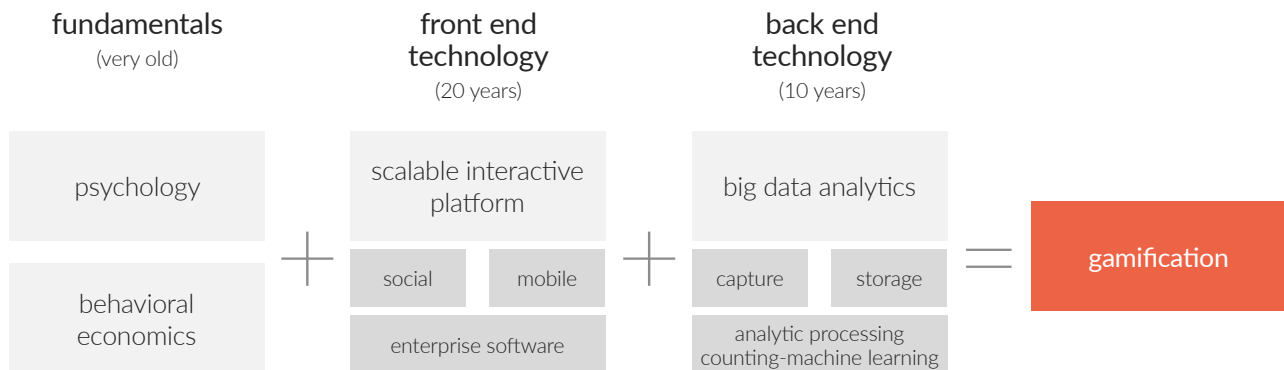 fundamentals
(very old)
psychology
behavioral
economics
front end
technology
(20 years)
scalable interactive
platform
social
mobile
enterprise software
back end
technology
(10 years)
big data analytics
capture
storage
analytic processing
counting-machine learning
gamification